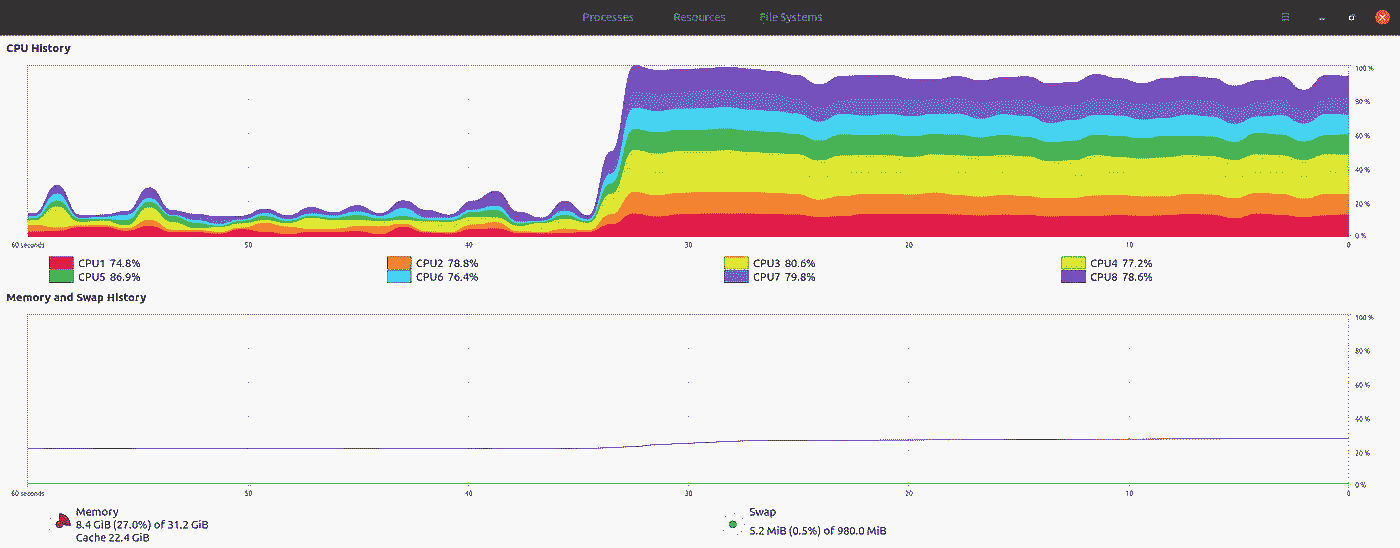 Processes Resources File Systems
CPU History
100 %
80 %
60 %
40 %
20 %
0 %
60 seconds 50 40 30 20 10 0
CPU1 74.8% CPU2 78.8% CPU3 80.6% CPU4 77.2%
CPU5 86.9% CPU6 76.4% CPU7 79.8% CPU8 78.6%
Memory and Swap History
100 %
80 %
60 %
40 %
20 %
0 %
60 seconds 50 40 30 20 10 0
Memory Swap
8.4 GiB (27.0%) of 31.2 GiB
5.2 MiB (0.5%) of 980.0 MiB
Cache 22.4 GiB